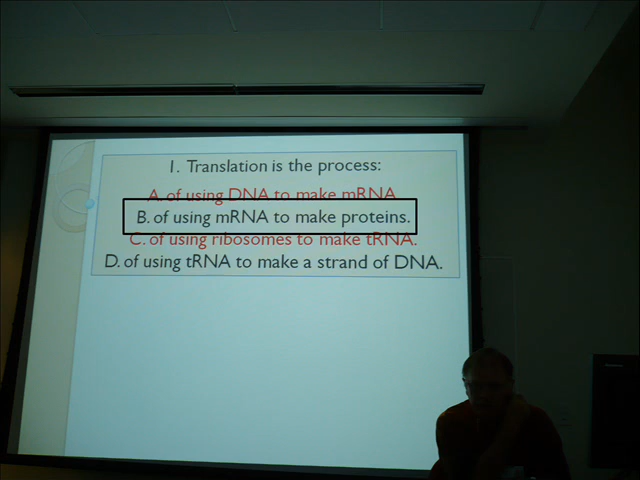 1. Translation is the process:
A. of using DNA to make mRNA.
B. of using mRNA to make proteins.
C. of using ribosomes to make tRNA.
D. of using tRNA to make a strand of DNA.